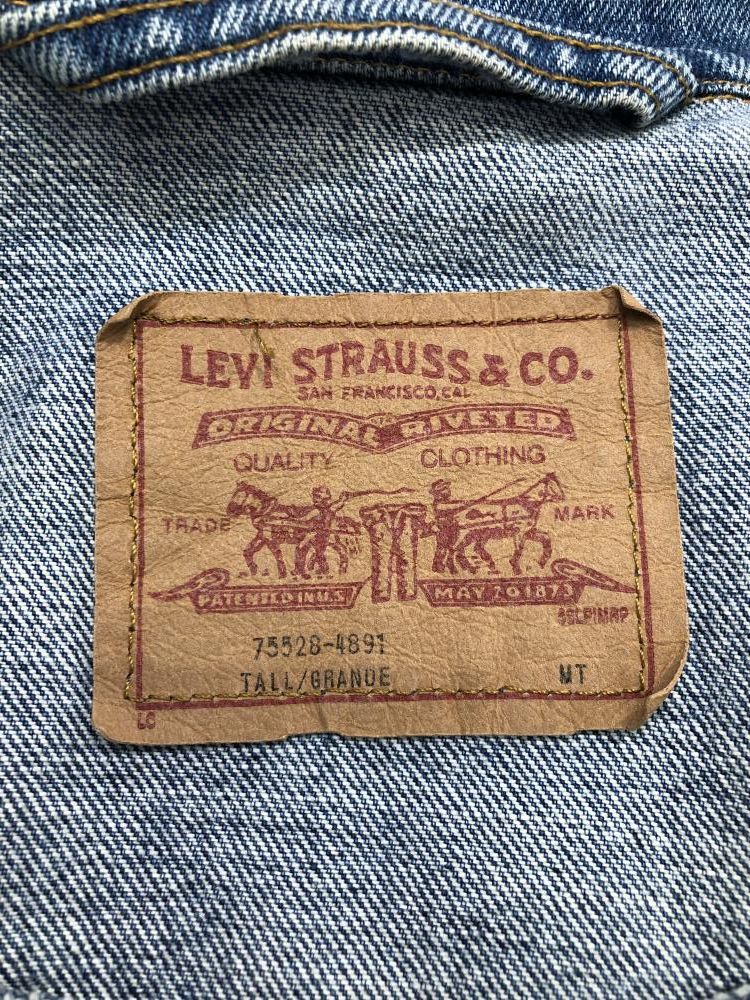 LEVI STRAUSS & CO.
SAN FRANCISCO, CAL
ORIGINAL RIVETED
QUALITY CLOTHING
TRADE MARK
PATENTED IN U.S. MAY 20 1873
75528-4891
TALL/GRANDE MT
LC